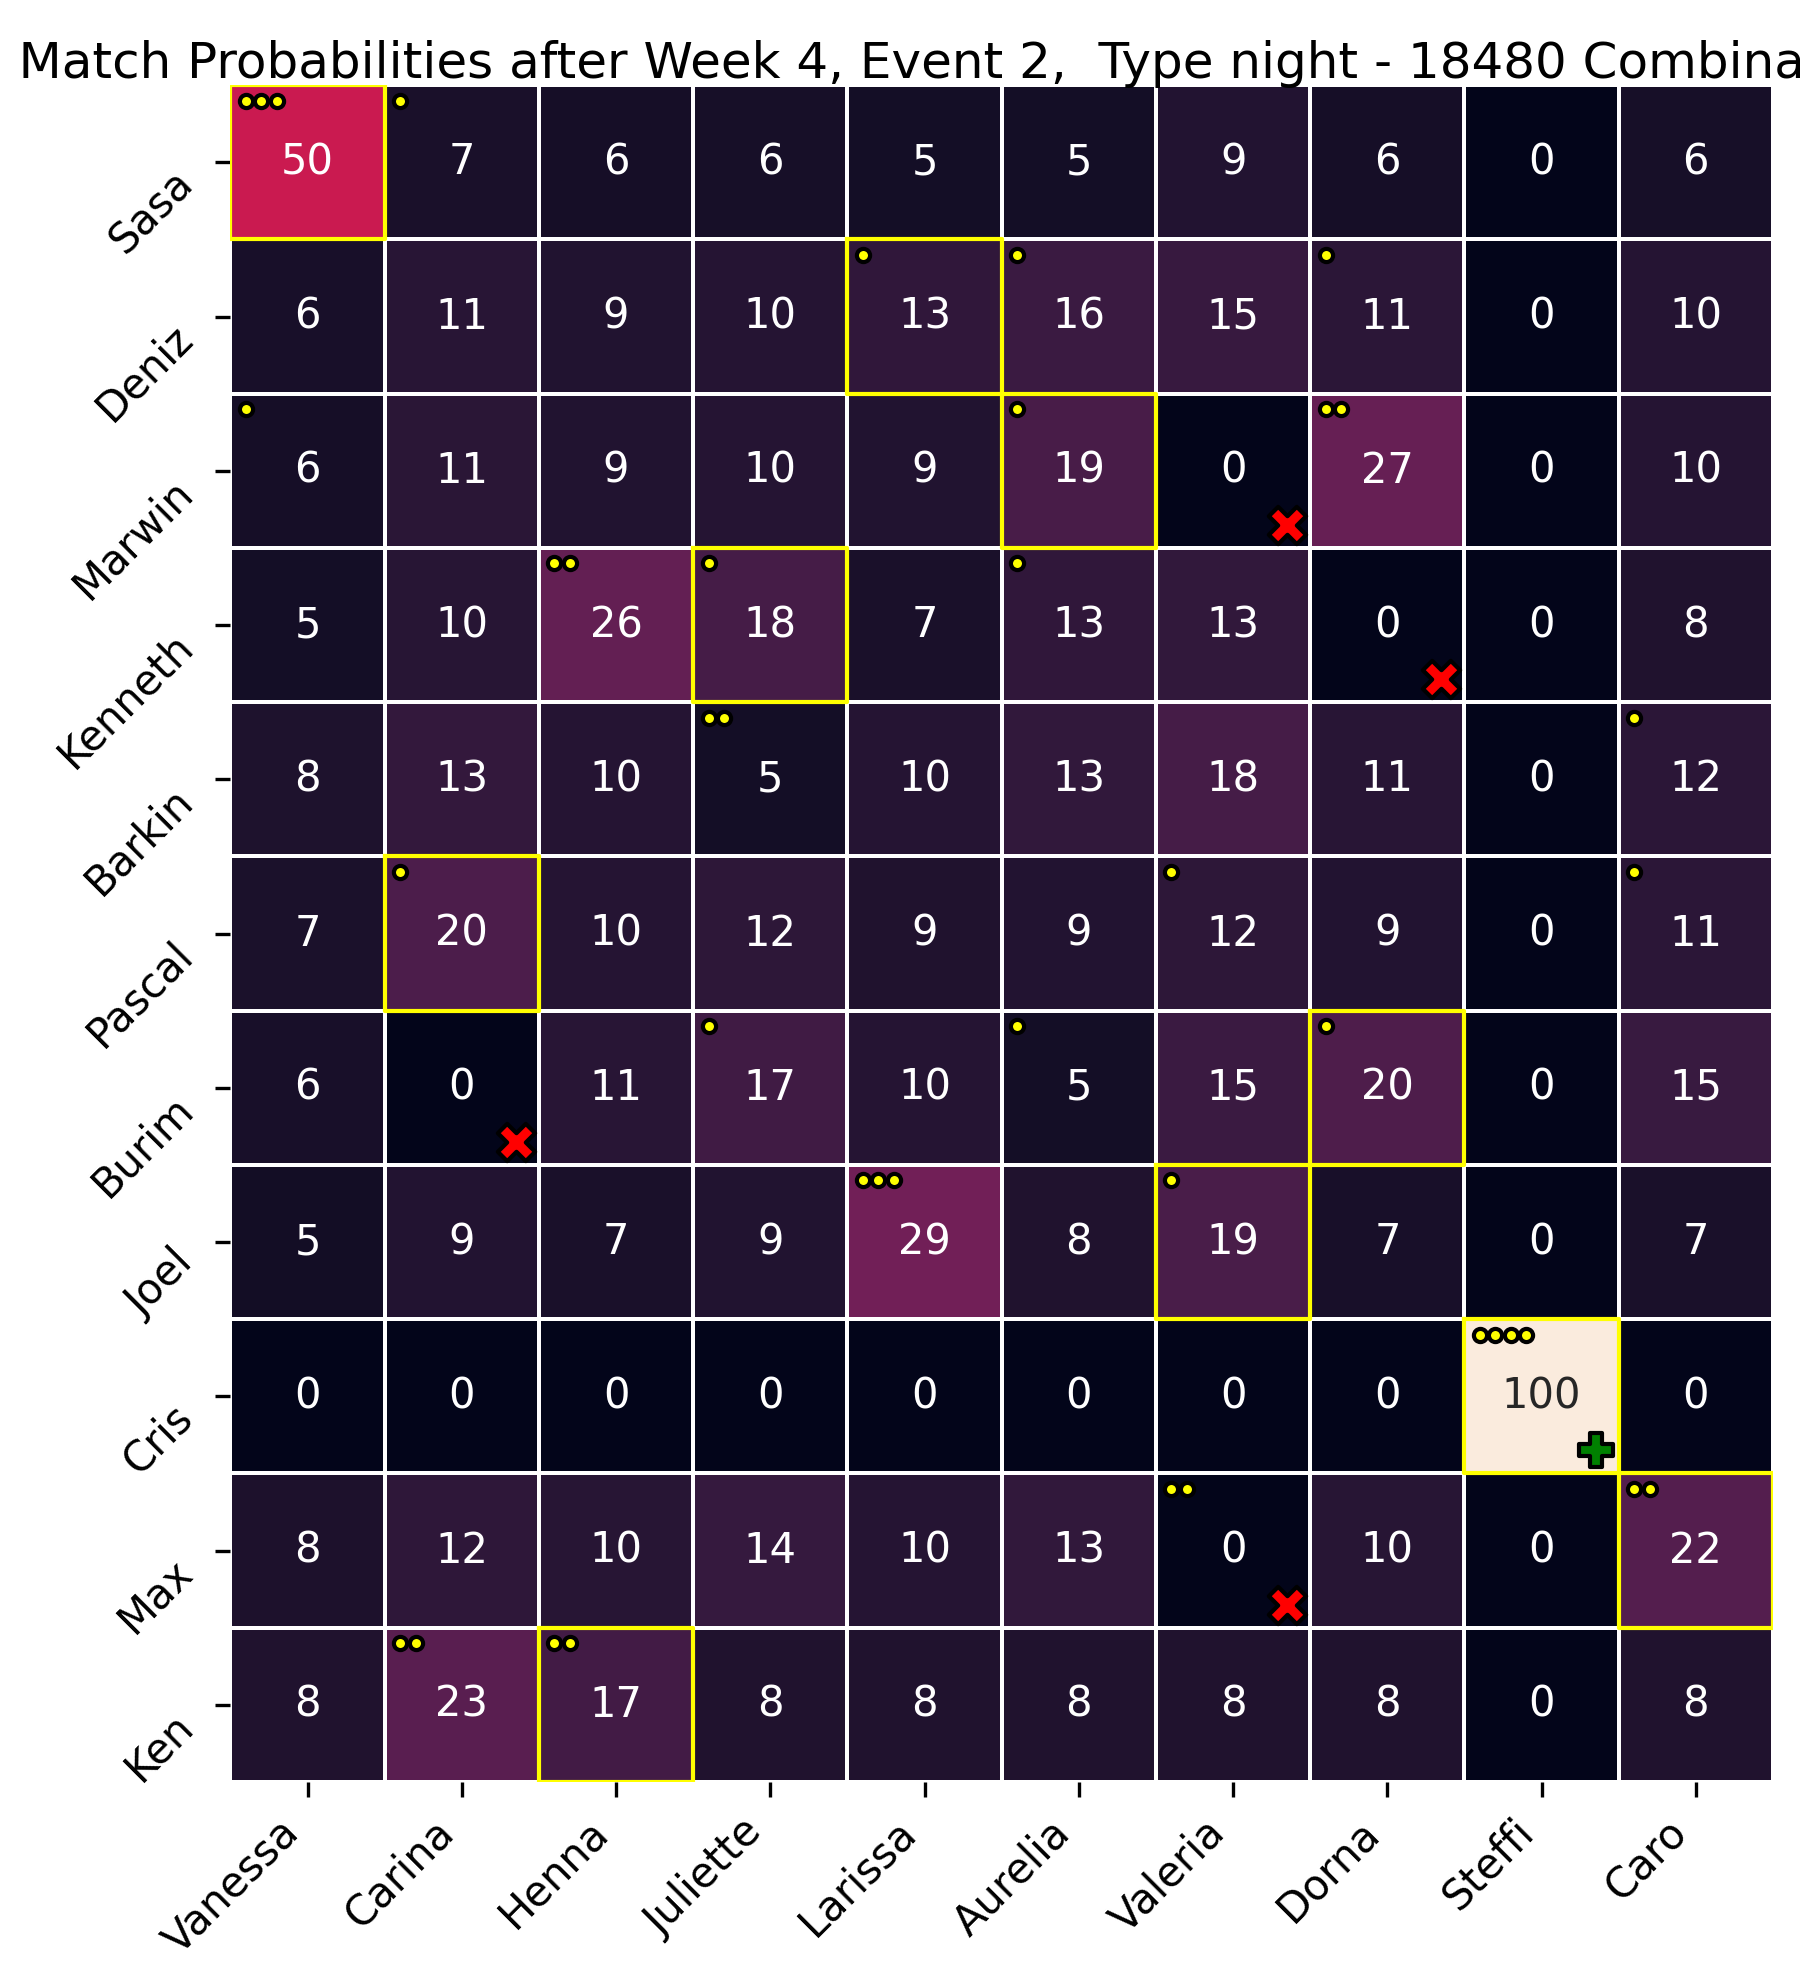 Match Probabilities after Week 4, Event 2,  Type night - 18480 Combina
Sasa 50 7 6 6 5 5 9 6 0 6
Deniz 6 11 9 10 13 16 15 11 0 10
Marwin 6 11 9 10 9 19 0 27 0 10
Kenneth 5 10 26 18 7 13 13 0 0 8
Barkin 8 13 10 5 10 13 18 11 0 12
Pascal 7 20 10 12 9 9 12 9 0 11
Burim 6 0 11 17 10 5 15 20 0 15
Joel 5 9 7 9 29 8 19 7 0 7
Cris 0 0 0 0 0 0 0 0 100 0
Max 8 12 10 14 10 13 0 10 0 22
Ken 8 23 17 8 8 8 8 8 0 8
Vanessa Carina Henna Juliette Larissa Aurelia Valeria Dorna Steffi Caro